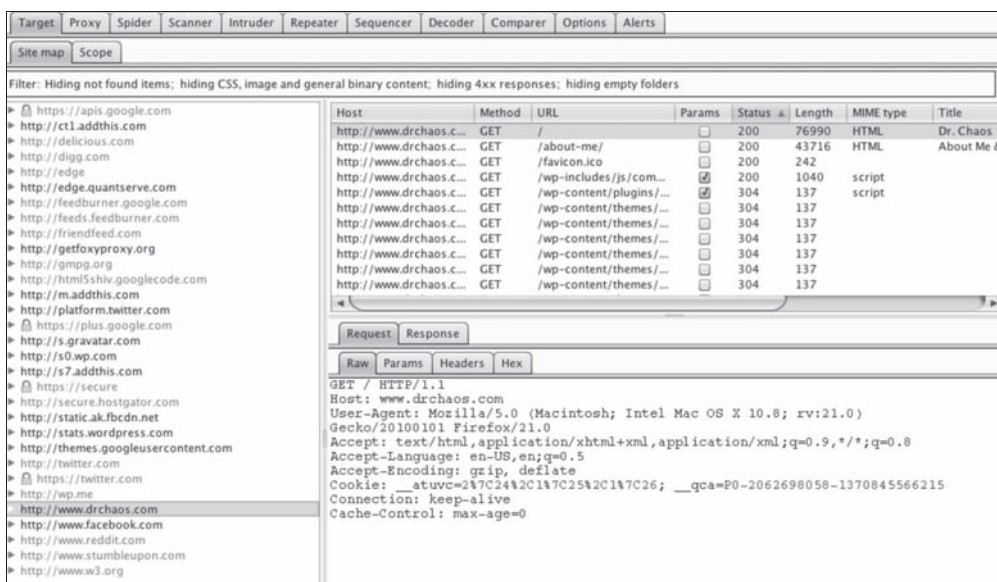 Target Proxy Spider Scanner Intruder Repeater Sequencer Decoder Comparer Options Alerts
Site map Scope
Filter: Hiding not found items; hiding CSS, image and general binary content; hiding 4xx responses; hiding empty folders
https://apis.google.com
http://ct1.addthis.com
http://delicious.com
http://digg.com
http://edge
http://edge.quantserve.com
http://feedburner.google.com
http://feeds.feedburner.com
http://friendfeed.com
http://getfoxyproxy.org
http://gmpg.org
http://html5shiv.googlecode.com
http://m.addthis.com
http://platform.twitter.com
https://plus.google.com
http://s.gravatar.com
http://s0.wp.com
http://s7.addthis.com
https://secure
http://secure.hostgator.com
http://static.ak.fbcdn.net
http://stats.wordpress.com
http://themes.googleusercontent.com
http://twitter.com
https://twitter.com
http://wp.me
http://www.drchaos.com
http://www.facebook.com
http://www.reddit.com
http://www.stumbleupon.com
http://www.w3.org
Host Method URL Params Status Length MIME type Title
http://www.drchaos.c... GET / 200 76990 HTML Dr. Chaos
http://www.drchaos.c... GET /about-me/ 200 43716 HTML About Me &
http://www.drchaos.c... GET /favicon.ico 200 242
http://www.drchaos.c... GET /wp-includes/js/com... 200 1040 script
http://www.drchaos.c... GET /wp-content/plugins/... 304 137 script
http://www.drchaos.c... GET /wp-content/themes/... 304 137
http://www.drchaos.c... GET /wp-content/themes/... 304 137
http://www.drchaos.c... GET /wp-content/themes/... 304 137
http://www.drchaos.c... GET /wp-content/themes/... 304 137
http://www.drchaos.c... GET /wp-content/themes/... 304 137
http://www.drchaos.c... GET /wp-content/themes/... 304 137
Request Response
Raw Params Headers Hex
GET / HTTP/1.1
Host: www.drchaos.com
User-Agent: Mozilla/5.0 (Macintosh; Intel Mac OS X 10.8; rv:21.0)
Gecko/20100101 Firefox/21.0
Accept: text/html,application/xhtml+xml,application/xml;q=0.9,*/*;q=0.8
Accept-Language: en-US,en;q=0.5
Accept-Encoding: gzip, deflate
Cookie: __atuvc=2%7C24%2C1%7C25%2C1%7C26; __qca=P0-2062698058-1370845566215
Connection: keep-alive
Cache-Control: max-age=0